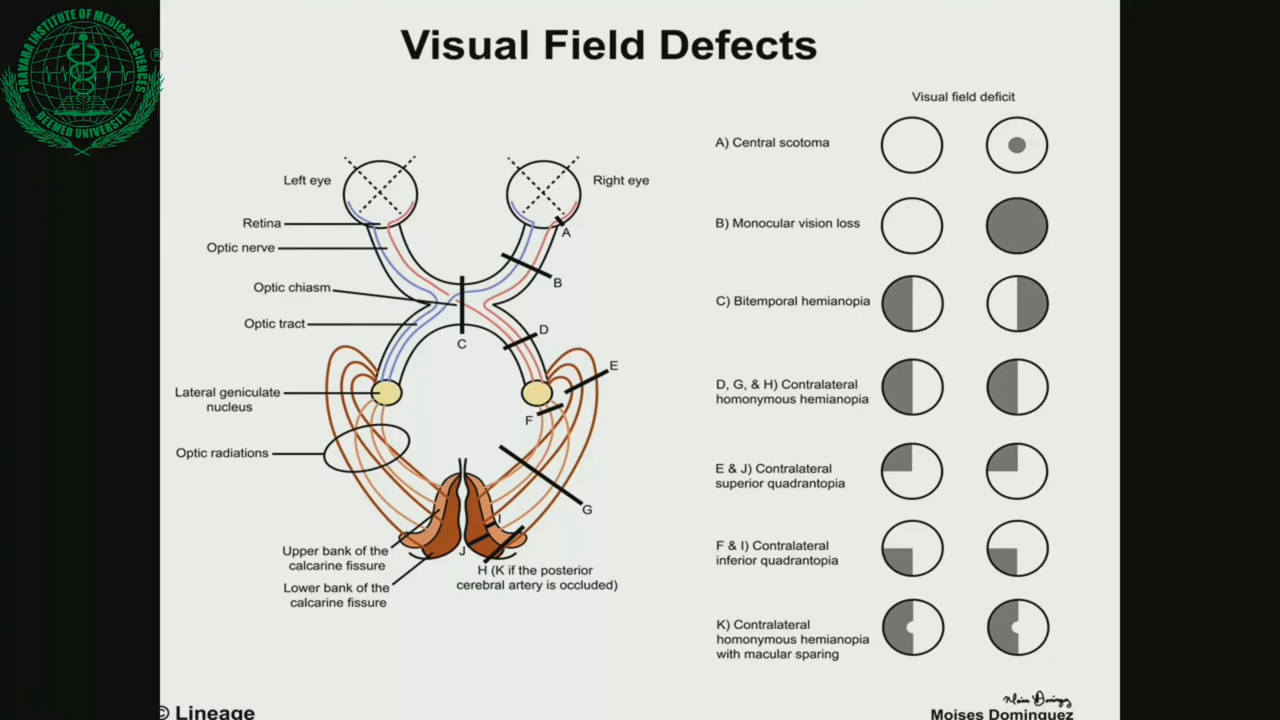 PRAVARA INSTITUTE OF MEDICAL SCIENCES
DEEMED UNIVERSITY
®
Visual Field Defects
Left eye
Right eye
Retina
Optic nerve
Optic chiasm
Optic tract
Lateral geniculate
nucleus
Optic radiations
Upper bank of the
calcarine fissure
Lower bank of the
calcarine fissure
A
B
C
D
E
F
G
I
J
H (K if the posterior
cerebral artery is occluded)
Visual field deficit
A) Central scotoma
B) Monocular vision loss
C) Bitemporal hemianopia
D, G, & H) Contralateral
homonymous hemianopia
E & J) Contralateral
superior quadrantopia
F & I) Contralateral
inferior quadrantopia
K) Contralateral
homonymous hemianopia
with macular sparing
© Lineage
Moises Dominguez